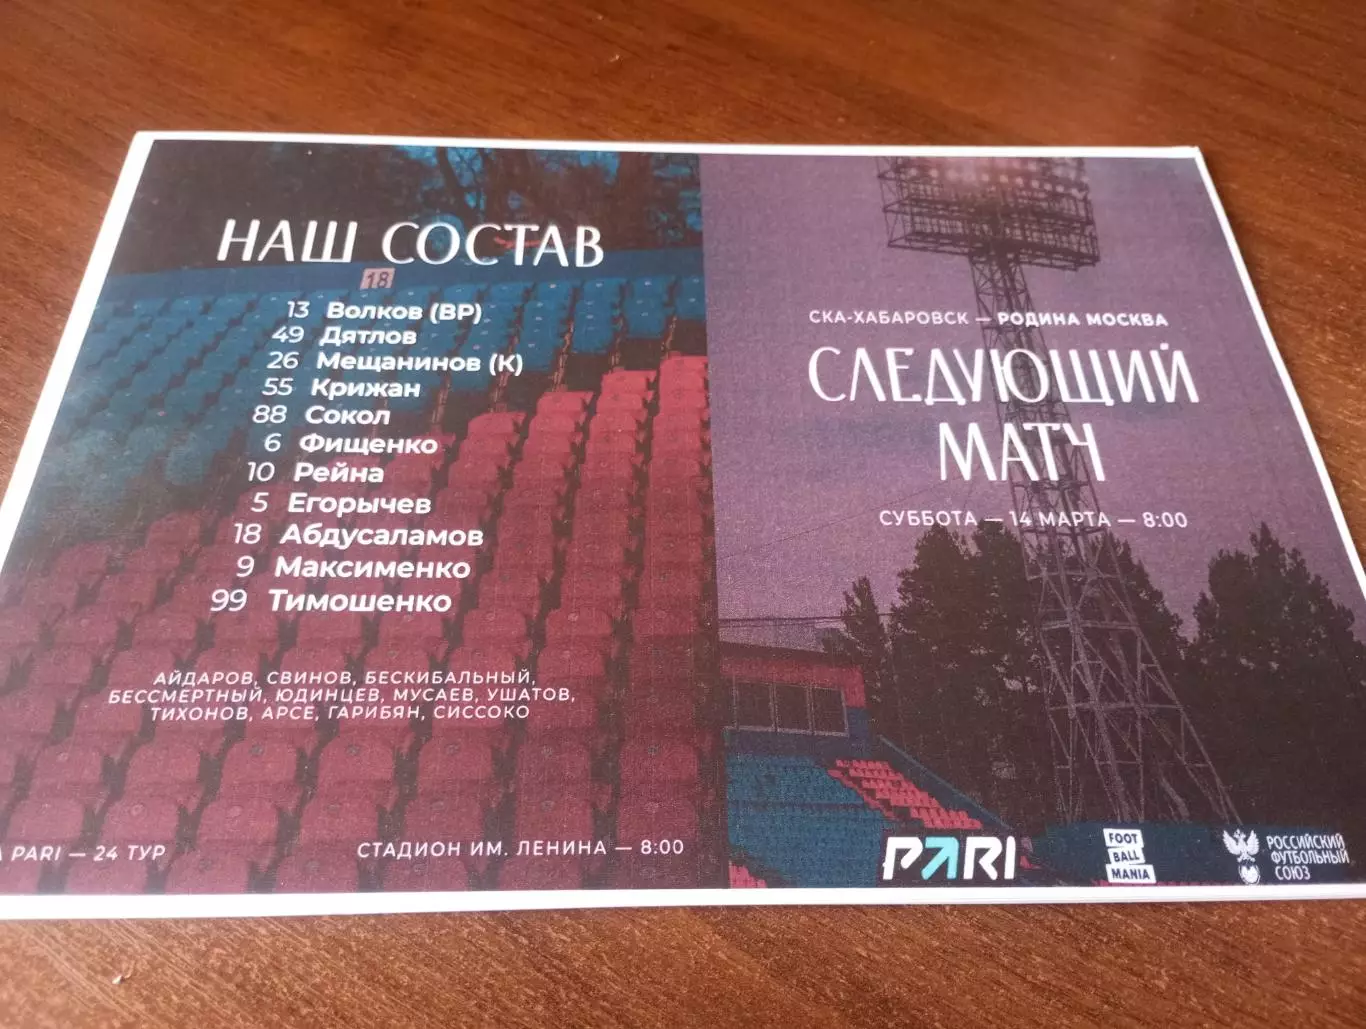 НАШ СОСТАВ
18
13 Волков (ВР)
49 Дятлов
26 Мещанинов (К)
55 Крижан
88 Сокол
6 Фищенко
10 Рейна
5 Егорычев
18 Абдусаламов
9 Максименко
99 Тимошенко
АЙДАРОВ, СВИНОВ, БЕСКИБАЛЬНЫЙ,
БЕССМЕРТНЫЙ, ЮДИНЦЕВ, МУСАЕВ, УШАТОВ,
ТИХОНОВ, АРСЕ, ГАРИБЯН, СИССОКО
PARI — 24 ТУР
СТАДИОН ИМ. ЛЕНИНА — 8:00
СКА-ХАБАРОВСК — РОДИНА МОСКВА
СЛЕДУЮЩИЙ
МАТЧ
СУББОТА — 14 МАРТА — 8:00
PARI
FOOT
BALL
MANIA
РОССИЙСКИЙ
ФУТБОЛЬНЫЙ
СОЮЗ